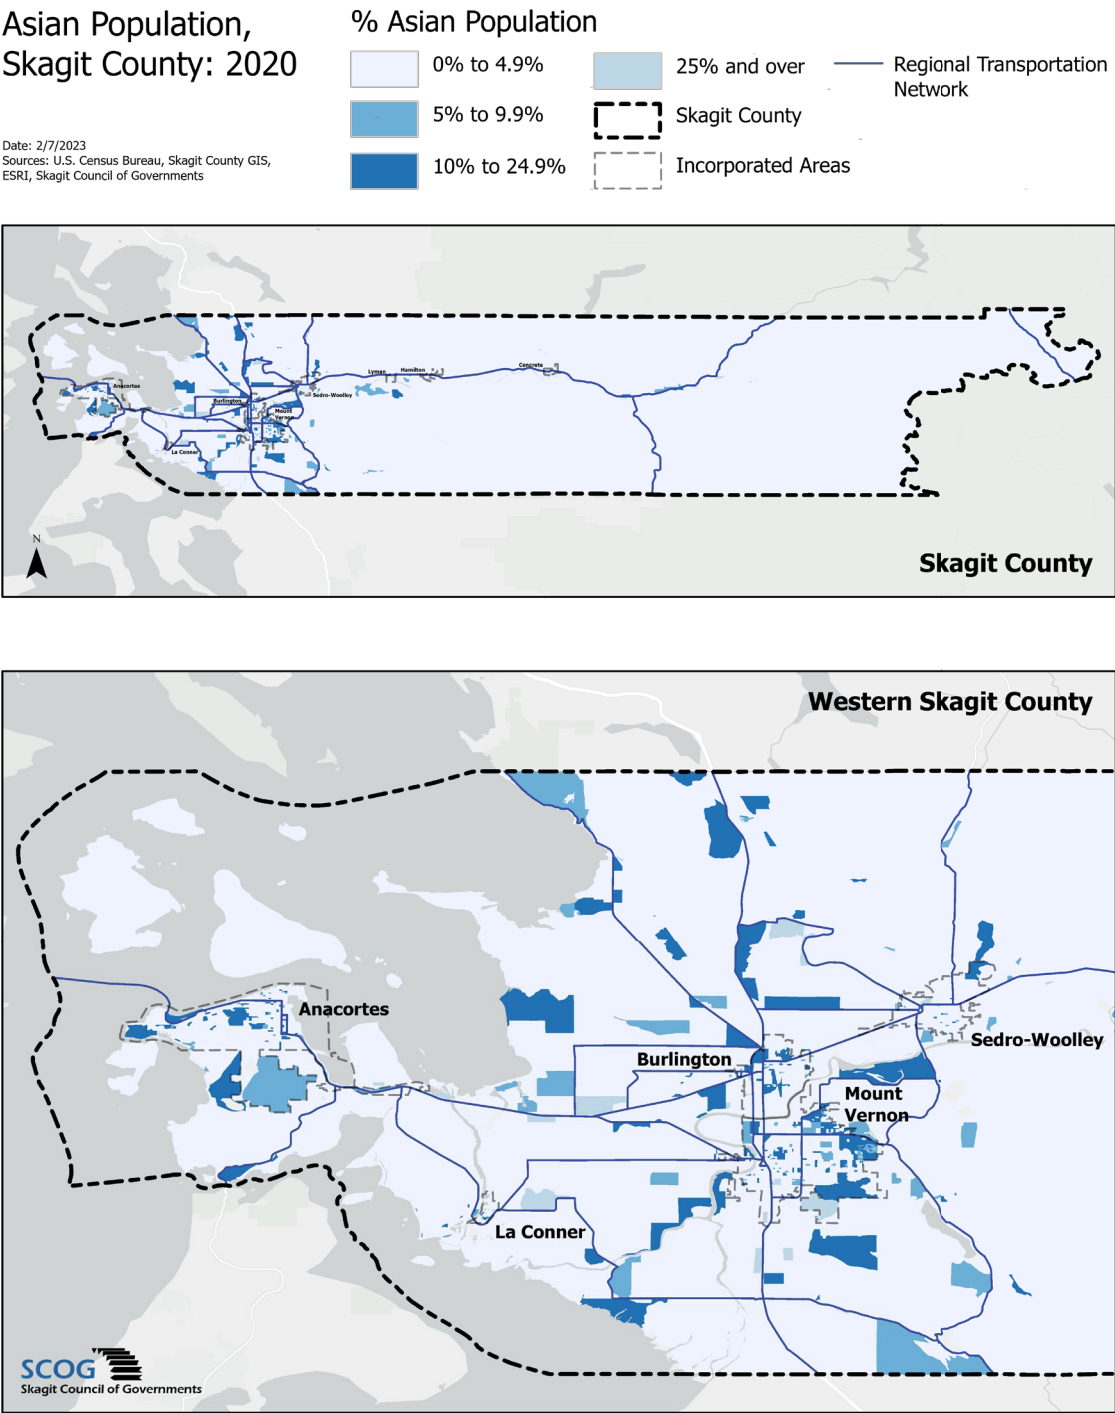 Asian Population,
Skagit County: 2020
Date: 2/7/2023
Sources: U.S. Census Bureau, Skagit County GIS,
ESRI, Skagit Council of Governments
% Asian Population
0% to 4.9%
5% to 9.9%
10% to 24.9%
25% and over
Skagit County
Incorporated Areas
Regional Transportation
Network
Anacortes
Burlington
Mount
Vernon
La Conner
Sedro-Woolley
Lyman
Hamilton
Concrete
N
Skagit County
Western Skagit County
Anacortes
Burlington
Sedro-Woolley
Mount
Vernon
La Conner
SCOG
Skagit Council of Governments